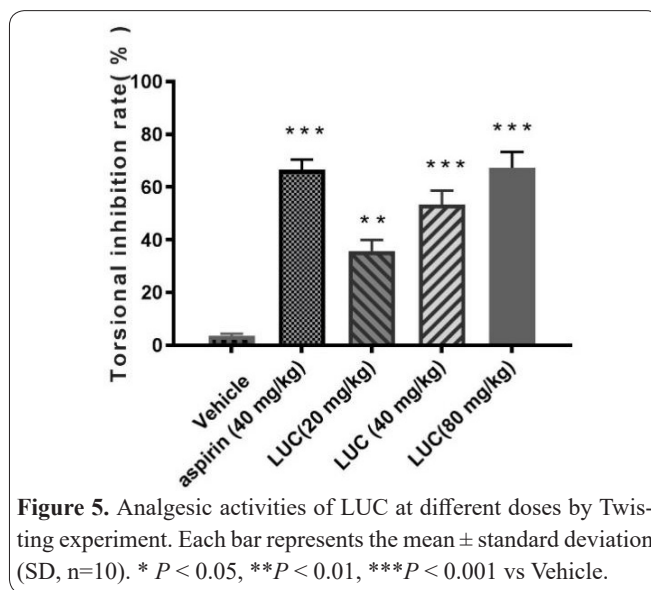 Torsional inhibition rate( % )
100
80
60
40
20
0
***
**
***
***
Vehicle
aspirin (40 mg/kg)
LUC(20 mg/kg)
LUC (40 mg/kg)
LUC(80 mg/kg)
Figure 5. Analgesic activities of LUC at different doses by Twis-
ting experiment. Each bar represents the mean ± standard deviation
(SD, n=10). * P < 0.05, **P < 0.01, ***P < 0.001 vs Vehicle.